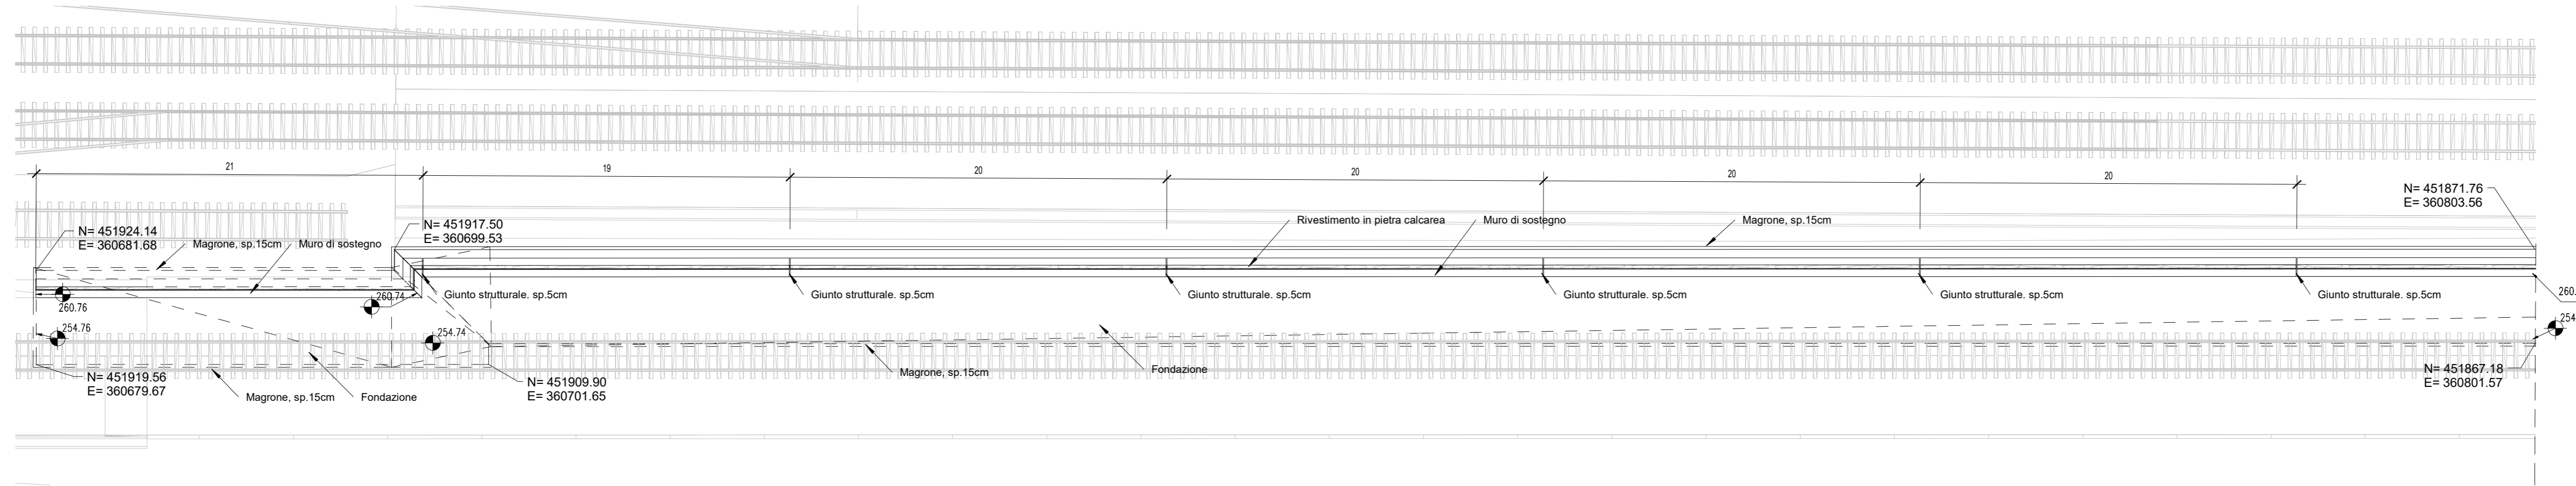 21
19
20
20
20
20
N= 451871.76
E= 360803.56
N= 451924.14
E= 360681.68
Magrone, sp.15cm
Muro di sostegno
N= 451917.50
E= 360699.53
Rivestimento in pietra calcarea
Muro di sostegno
Magrone, sp.15cm
260.76
260.74
Giunto strutturale. sp.5cm
Giunto strutturale. sp.5cm
Giunto strutturale. sp.5cm
Giunto strutturale. sp.5cm
Giunto strutturale. sp.5cm
Giunto strutturale. sp.5cm
260.
254.76
254.74
254
N= 451919.56
E= 360679.67
Magrone, sp.15cm
Fondazione
N= 451909.90
E= 360701.65
Magrone, sp.15cm
Fondazione
N= 451867.18
E= 360801.57